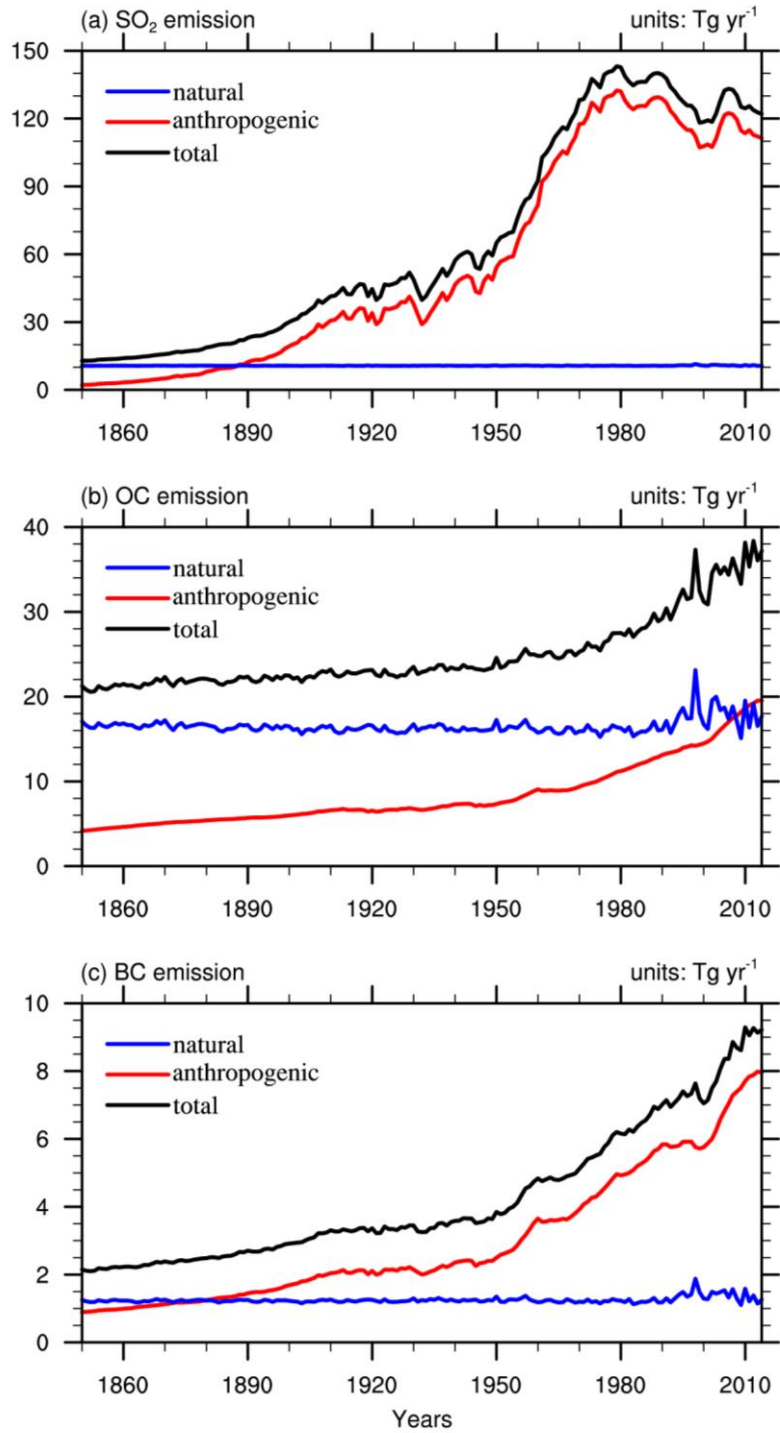 (a) SO₂ emission units: Tg yr⁻¹
150
natural
anthropogenic
120
total
90
60
30
0
1860 1890 1920 1950 1980 2010
(b) OC emission units: Tg yr⁻¹
40
natural
anthropogenic
30
total
20
10
0
1860 1890 1920 1950 1980 2010
(c) BC emission units: Tg yr⁻¹
10
natural
anthropogenic
8
total
6
4
2
0
1860 1890 1920 1950 1980 2010
Years